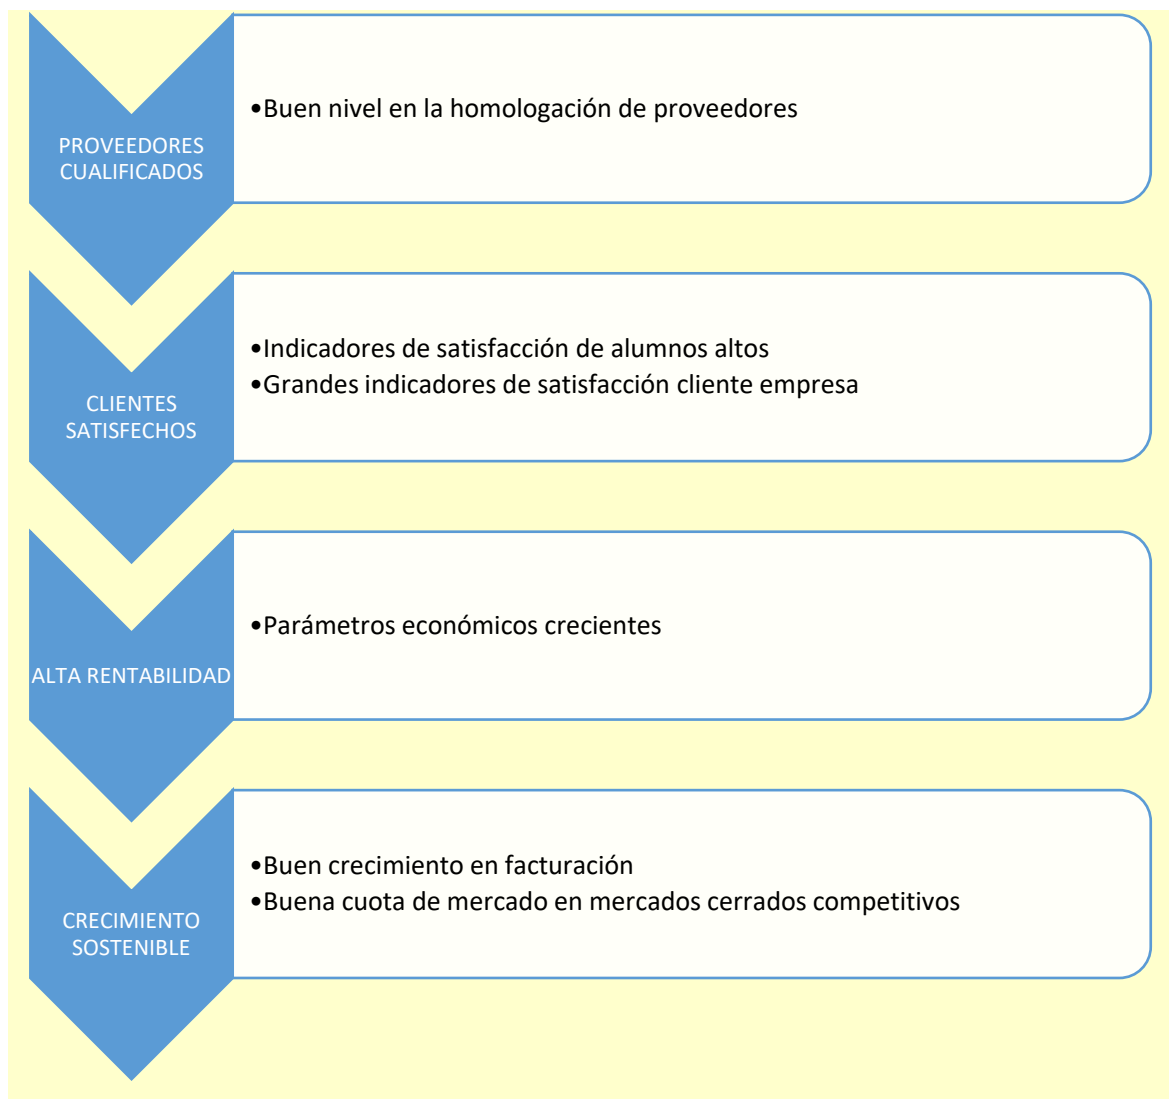 PROVEEDORES
CUALIFICADOS
•Buen nivel en la homologación de proveedores
CLIENTES
SATISFECHOS
•Indicadores de satisfacción de alumnos altos
•Grandes indicadores de satisfacción cliente empresa
ALTA RENTABILIDAD
•Parámetros económicos crecientes
CRECIMIENTO
SOSTENIBLE
•Buen crecimiento en facturación
•Buena cuota de mercado en mercados cerrados competitivos